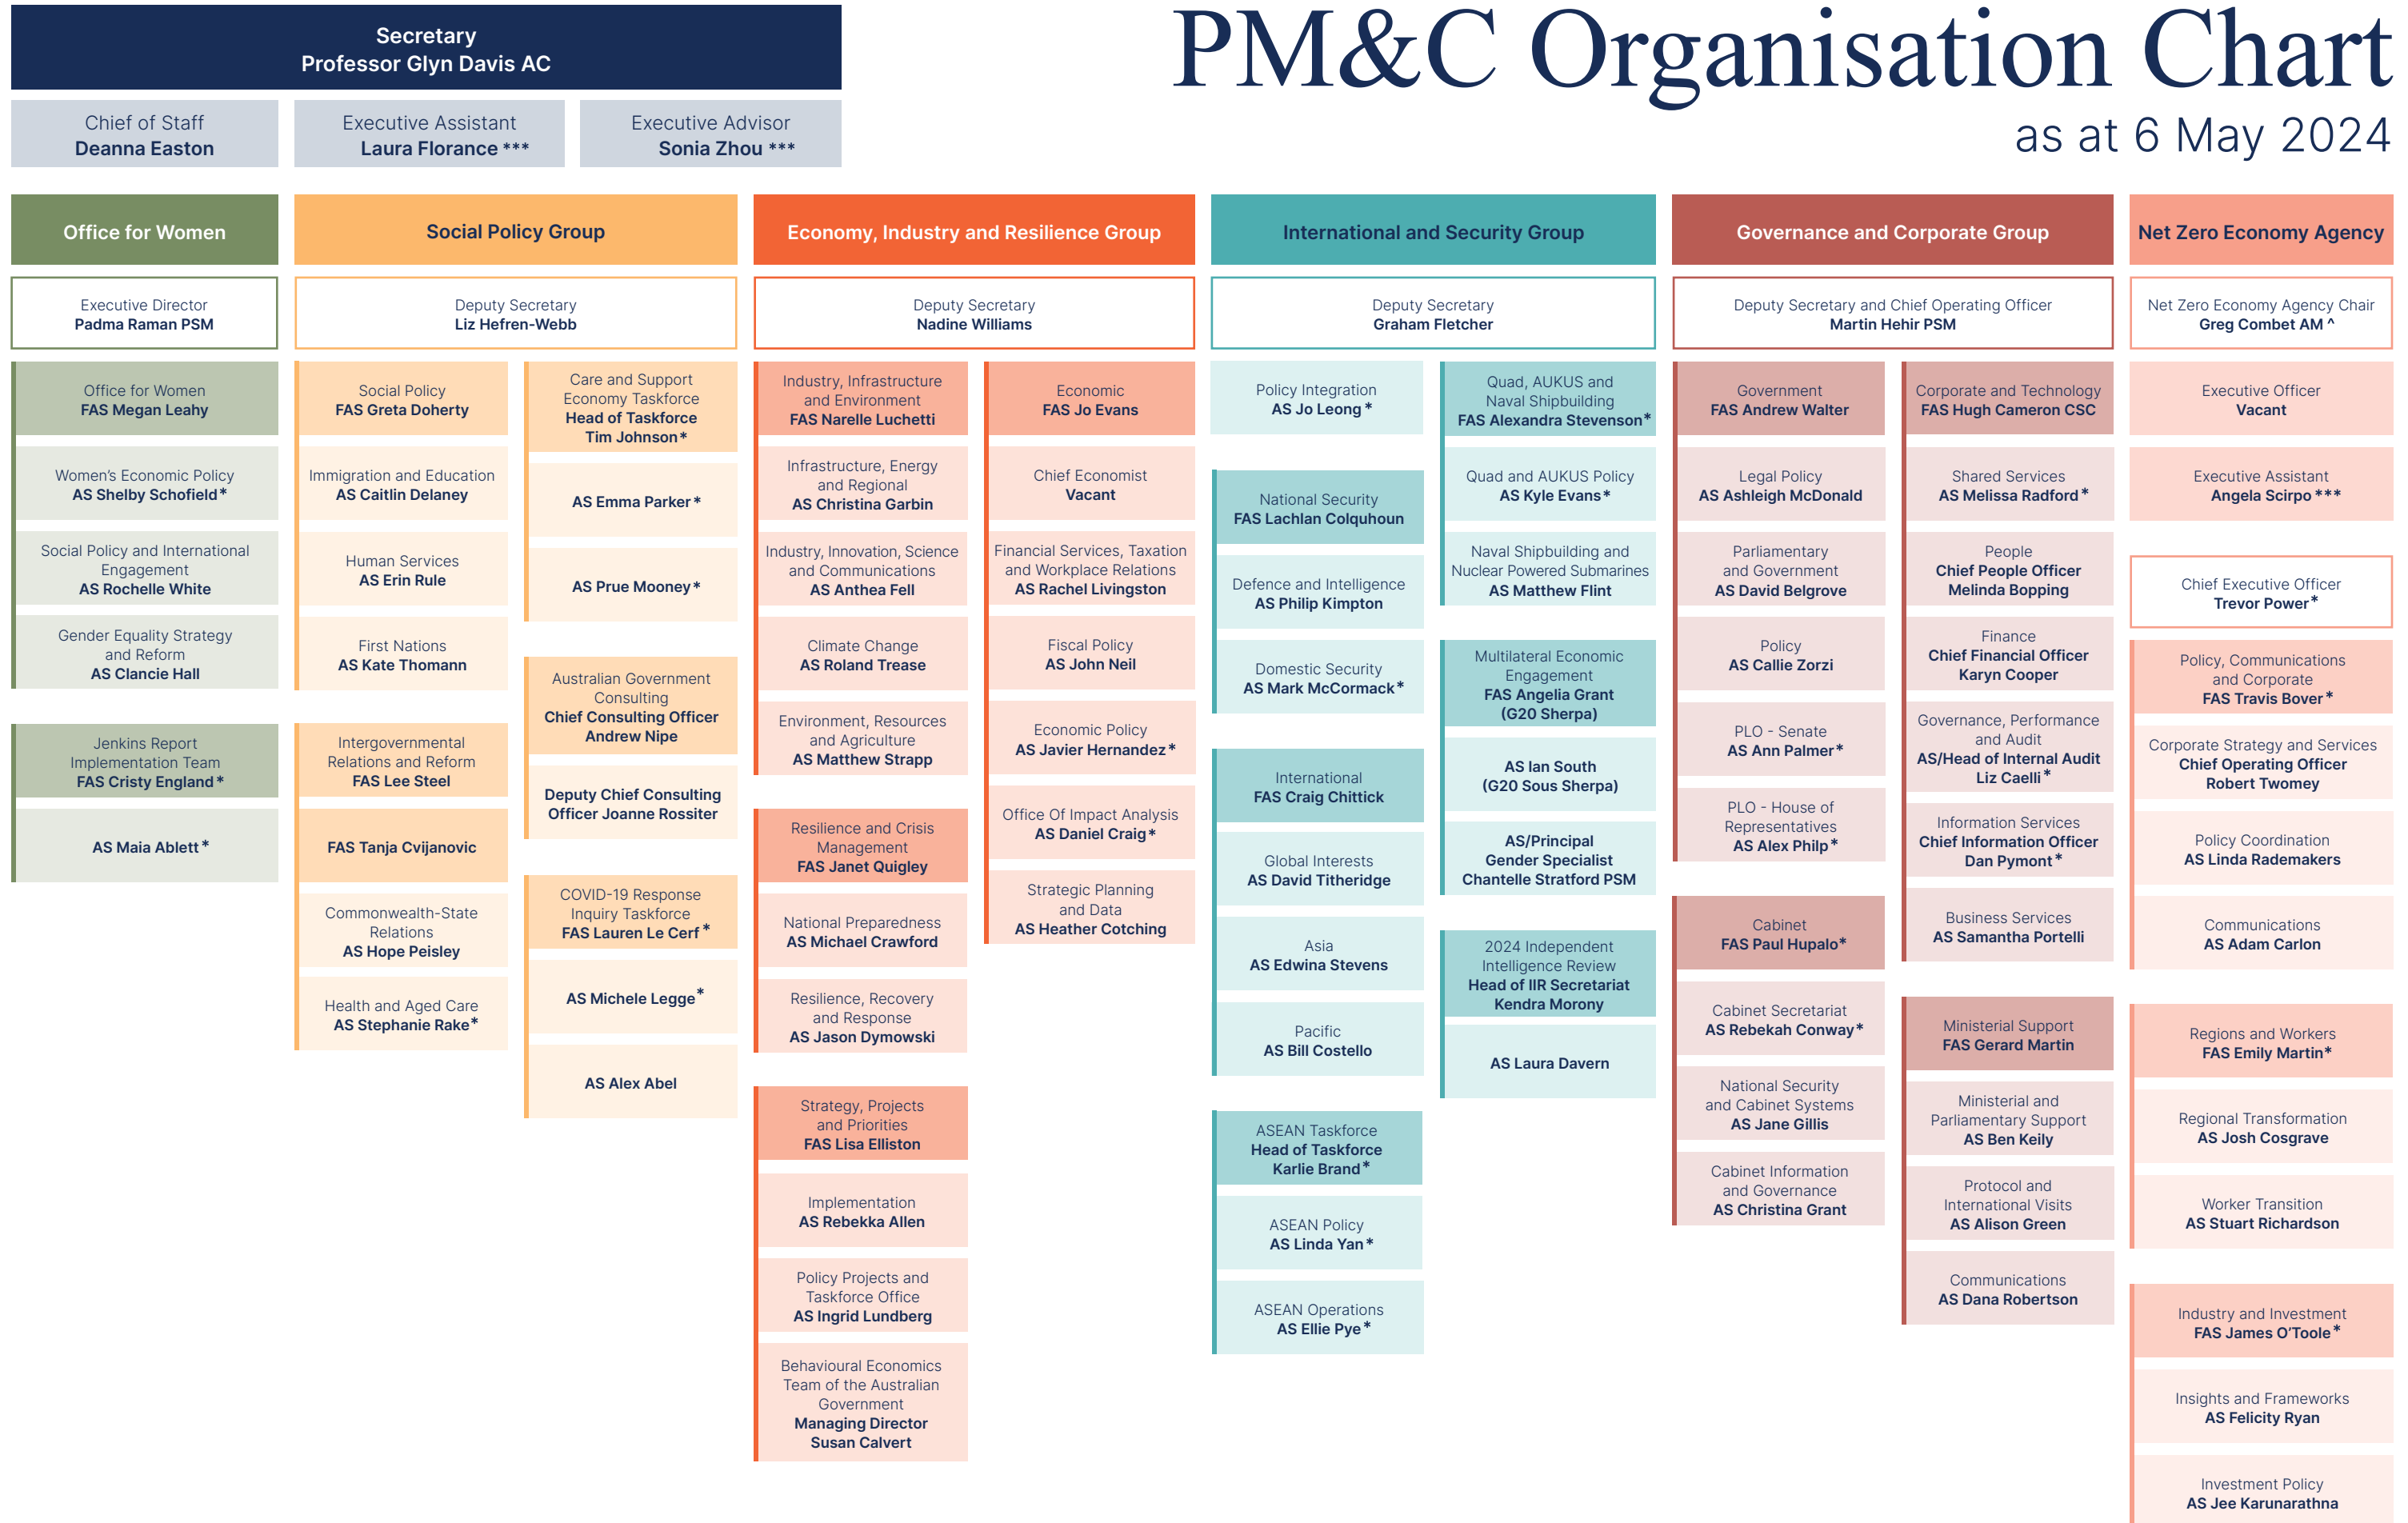 Secretary
Professor Glyn Davis AC
PM&C Organisation Chart
as at 6 May 2024
Chief of Staff
Deanna Easton
Executive Assistant
Laura Florance ***
Executive Advisor
Sonia Zhou ***
Office for Women
Executive Director
Padma Raman PSM
Office for Women
FAS Megan Leahy
Women's Economic Policy
AS Shelby Schofield*
Social Policy and International
Engagement
AS Rochelle White
Gender Equality Strategy
and Reform
AS Clancie Hall
Jenkins Report
Implementation Team
FAS Cristy England*
AS Maia Ablett*
Social Policy Group
Deputy Secretary
Liz Hefren-Webb
Social Policy
FAS Greta Doherty
Immigration and Education
AS Caitlin Delaney
Human Services
AS Erin Rule
First Nations
AS Kate Thomann
Intergovernmental
Relations and Reform
FAS Lee Steel
FAS Tanja Cvijanovic
Commonwealth-State
Relations
AS Hope Peisley
Health and Aged Care
AS Stephanie Rake*
Care and Support
Economy Taskforce
Head of Taskforce
Tim Johnson*
AS Emma Parker*
AS Prue Mooney*
Australian Government
Consulting
Chief Consulting Officer
Andrew Nipe
Deputy Chief Consulting
Officer Joanne Rossiter
COVID-19 Response
Inquiry Taskforce
FAS Lauren Le Cerf*
AS Michele Legge*
AS Alex Abel
Economy, Industry and Resilience Group
Deputy Secretary
Nadine Williams
Industry, Infrastructure
and Environment
FAS Narelle Luchetti
Infrastructure, Energy
and Regional
AS Christina Garbin
Industry, Innovation, Science
and Communications
AS Anthea Fell
Climate Change
AS Roland Trease
Environment, Resources
and Agriculture
AS Matthew Strapp
Resilience and Crisis
Management
FAS Janet Quigley
National Preparedness
AS Michael Crawford
Resilience, Recovery
and Response
AS Jason Dymowski
Strategy, Projects
and Priorities
FAS Lisa Elliston
Implementation
AS Rebekka Allen
Policy Projects and
Taskforce Office
AS Ingrid Lundberg
Behavioural Economics
Team of the Australian
Government
Managing Director
Susan Calvert
Economic
FAS Jo Evans
Chief Economist
Vacant
Financial Services, Taxation
and Workplace Relations
AS Rachel Livingston
Fiscal Policy
AS John Neil
Economic Policy
AS Javier Hernandez*
Office Of Impact Analysis
AS Daniel Craig*
Strategic Planning
and Data
AS Heather Cotching
International and Security Group
Deputy Secretary
Graham Fletcher
Policy Integration
AS Jo Leong*
National Security
FAS Lachlan Colquhoun
Defence and Intelligence
AS Philip Kimpton
Domestic Security
AS Mark McCormack*
International
FAS Craig Chittick
Global Interests
AS David Titheridge
Asia
AS Edwina Stevens
Pacific
AS Bill Costello
ASEAN Taskforce
Head of Taskforce
Karlie Brand*
ASEAN Policy
AS Linda Yan*
ASEAN Operations
AS Ellie Pye*
Quad, AUKUS and
Naval Shipbuilding
FAS Alexandra Stevenson*
Quad and AUKUS Policy
AS Kyle Evans*
Naval Shipbuilding and
Nuclear Powered Submarines
AS Matthew Flint
Multilateral Economic
Engagement
FAS Angelia Grant
(G20 Sherpa)
AS Ian South
(G20 Sous Sherpa)
AS/Principal
Gender Specialist
Chantelle Stratford PSM
2024 Independent
Intelligence Review
Head of IIR Secretariat
Kendra Morony
AS Laura Davern
Governance and Corporate Group
Deputy Secretary and Chief Operating Officer
Martin Hehir PSM
Government
FAS Andrew Walter
Legal Policy
AS Ashleigh McDonald
Parliamentary
and Government
AS David Belgrove
Policy
AS Callie Zorzi
PLO - Senate
AS Ann Palmer*
PLO - House of
Representatives
AS Alex Philp*
Cabinet
FAS Paul Hupalo*
Cabinet Secretariat
AS Rebekah Conway*
National Security
and Cabinet Systems
AS Jane Gillis
Cabinet Information
and Governance
AS Christina Grant
Corporate and Technology
FAS Hugh Cameron CSC
Shared Services
AS Melissa Radford*
People
Chief People Officer
Melinda Bopping
Finance
Chief Financial Officer
Karyn Cooper
Governance, Performance
and Audit
AS/Head of Internal Audit
Liz Caelli*
Information Services
Chief Information Officer
Dan Pymont*
Business Services
AS Samantha Portelli
Ministerial Support
FAS Gerard Martin
Ministerial and
Parliamentary Support
AS Ben Keily
Protocol and
International Visits
AS Alison Green
Communications
AS Dana Robertson
Net Zero Economy Agency
Net Zero Economy Agency Chair
Greg Combet AM ^
Executive Officer
Vacant
Executive Assistant
Angela Scirpo ***
Chief Executive Officer
Trevor Power*
Policy, Communications
and Corporate
FAS Travis Bover*
Corporate Strategy and Services
Chief Operating Officer
Robert Twomey
Policy Coordination
AS Linda Rademakers
Communications
AS Adam Carlon
Regions and Workers
FAS Emily Martin*
Regional Transformation
AS Josh Cosgrave
Worker Transition
AS Stuart Richardson
Industry and Investment
FAS James O'Toole*
Insights and Frameworks
AS Felicity Ryan
Investment Policy
AS Jee Karunarathna